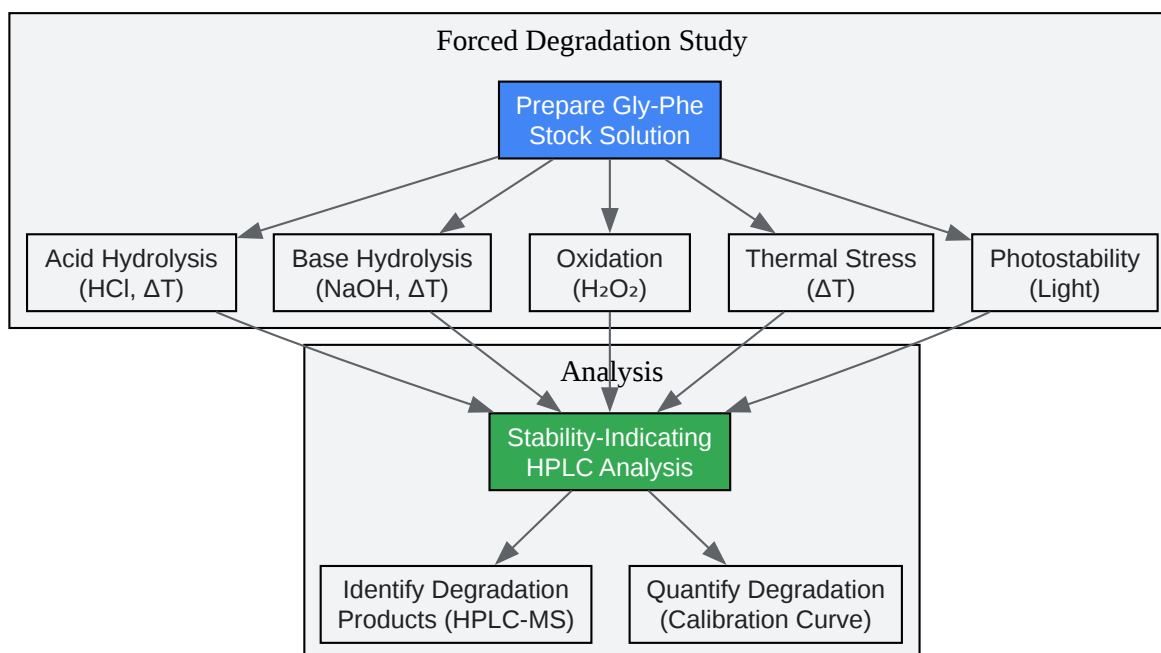 Forced Degradation Study
Prepare Gly-Phe
Stock Solution
Acid Hydrolysis
(HCl, ΔT)
Base Hydrolysis
(NaOH, ΔT)
Oxidation
(H₂O₂)
Thermal Stress
(ΔT)
Photostability
(Light)
Analysis
Stability-Indicating
HPLC Analysis
Identify Degradation
Products (HPLC-MS)
Quantify Degradation
(Calibration Curve)